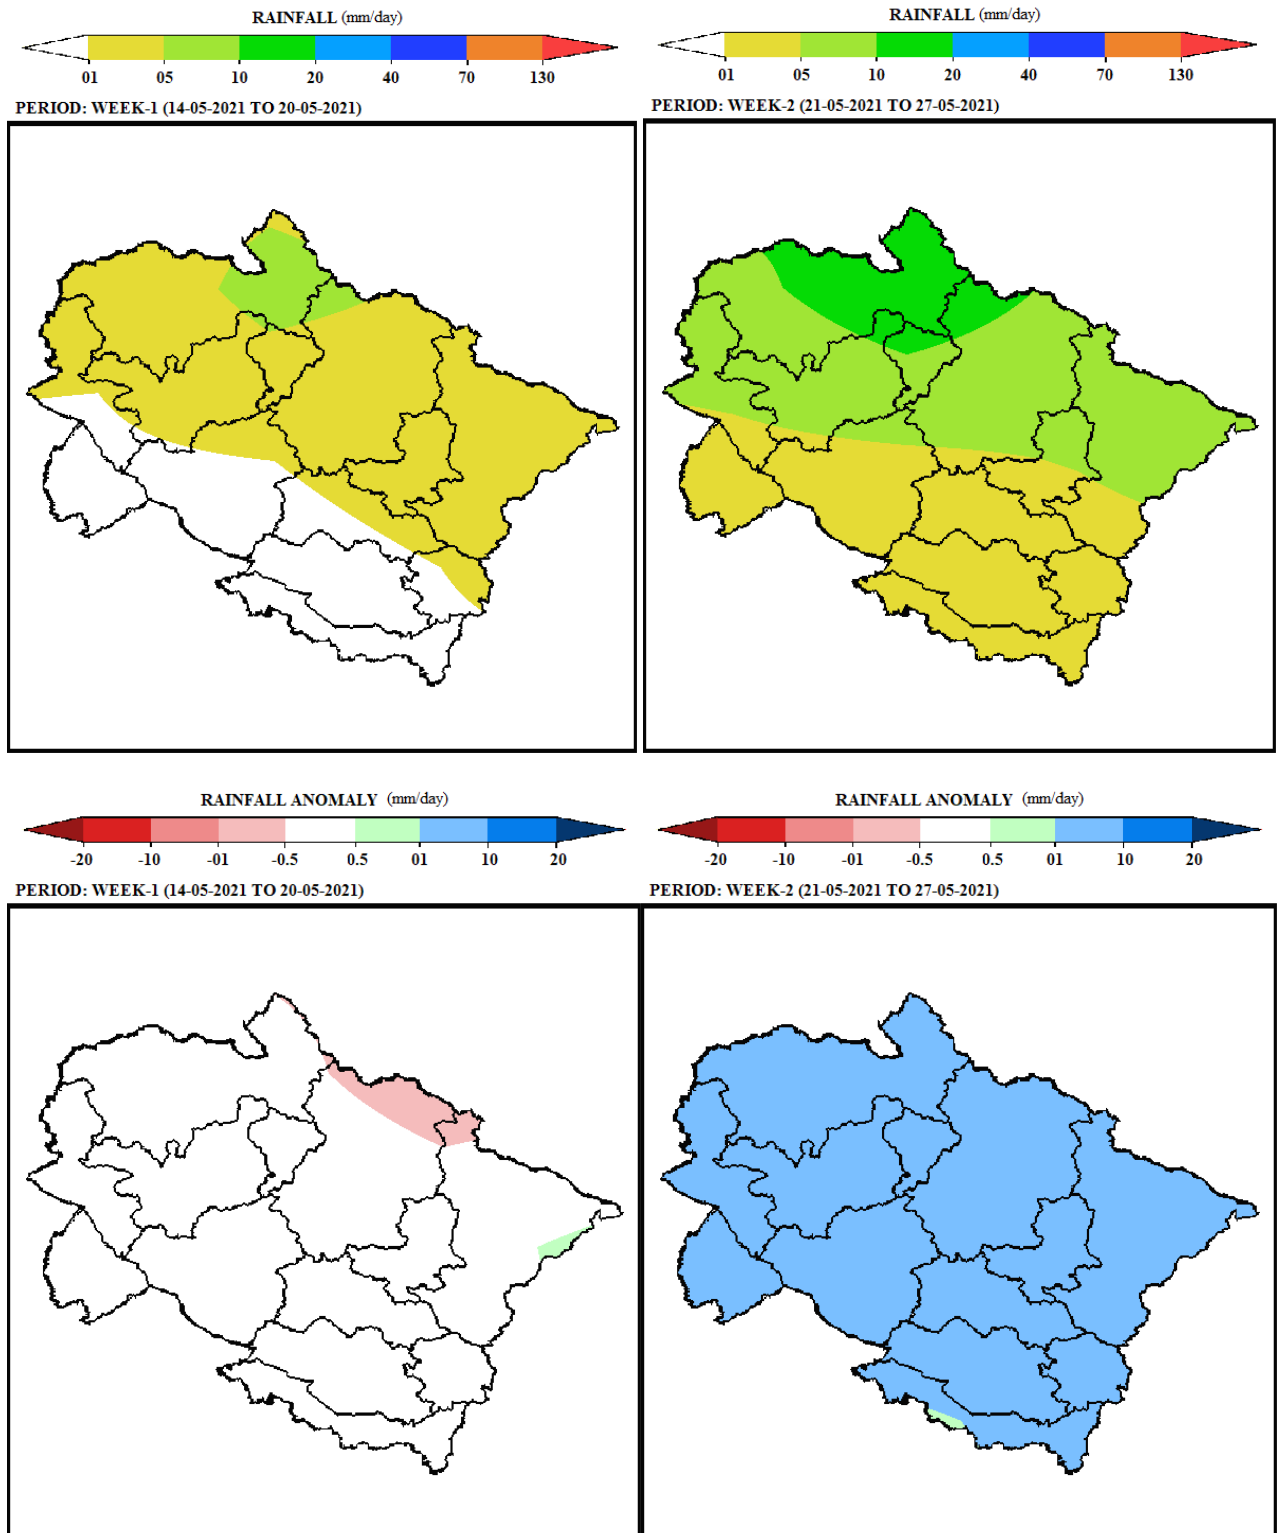 RAINFALL (mm/day)
01 05 10 20 40 70 130
PERIOD: WEEK-1 (14-05-2021 TO 20-05-2021)
RAINFALL (mm/day)
01 05 10 20 40 70 130
PERIOD: WEEK-2 (21-05-2021 TO 27-05-2021)
RAINFALL ANOMALY (mm/day)
-20 -10 -01 -0.5 0.5 01 10 20
PERIOD: WEEK-1 (14-05-2021 TO 20-05-2021)
RAINFALL ANOMALY (mm/day)
-20 -10 -01 -0.5 0.5 01 10 20
PERIOD: WEEK-2 (21-05-2021 TO 27-05-2021)